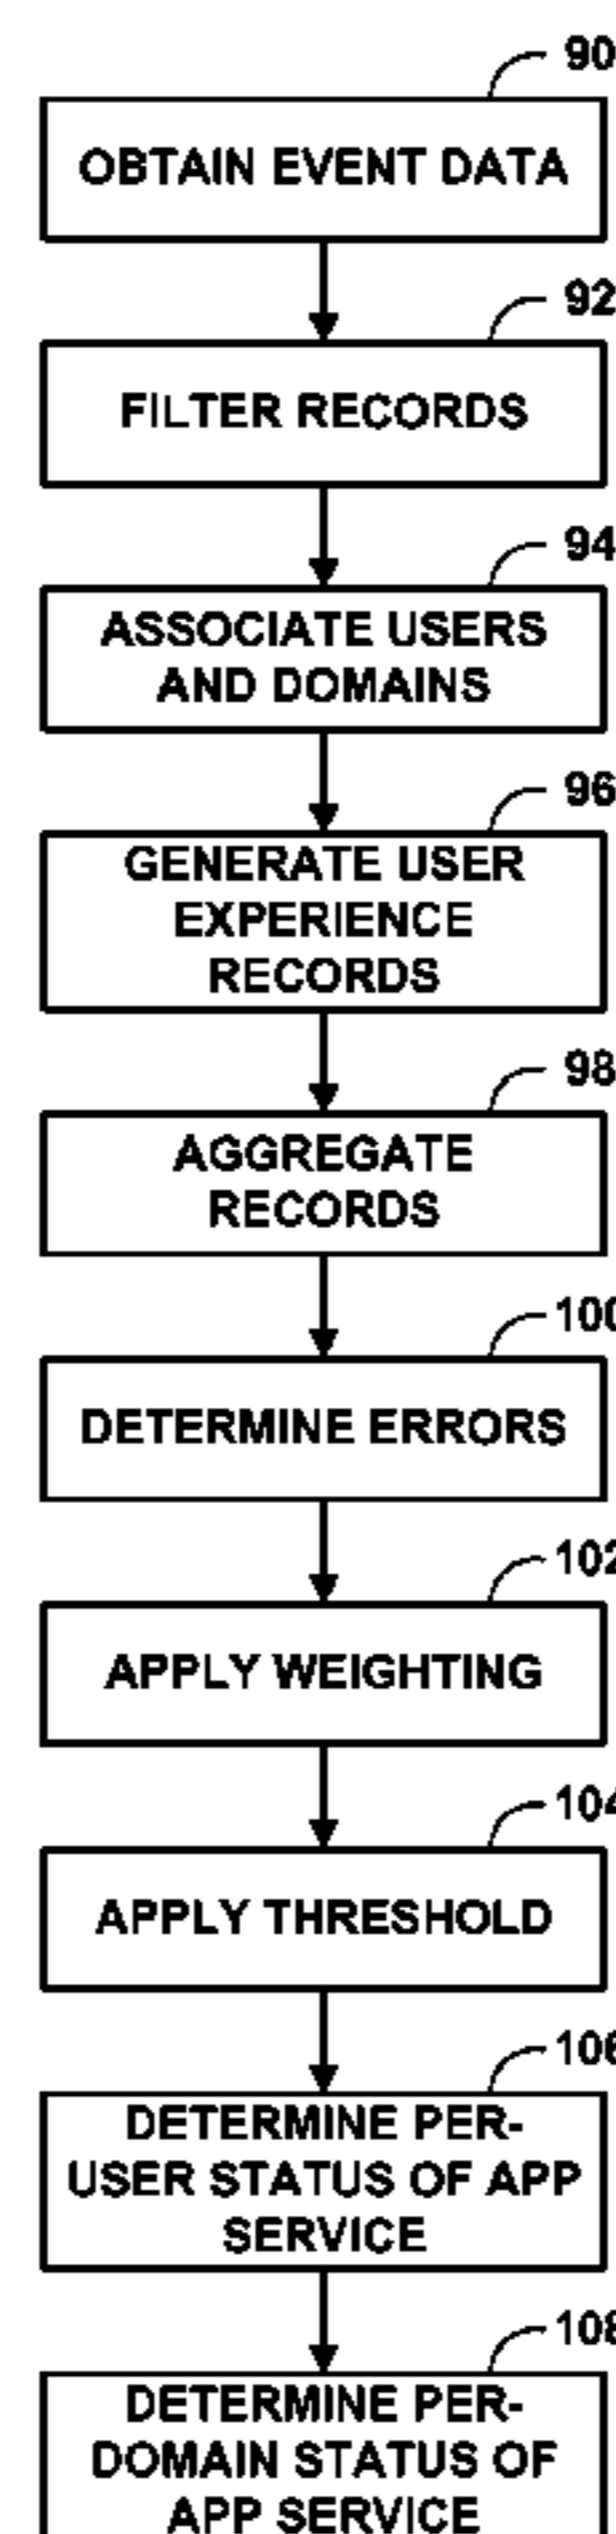 90
OBTAIN EVENT DATA
92
FILTER RECORDS
94
ASSOCIATE USERS
AND DOMAINS
96
GENERATE USER
EXPERIENCE
RECORDS
98
AGGREGATE
RECORDS
100
DETERMINE ERRORS
102
APPLY WEIGHTING
104
APPLY THRESHOLD
106
DETERMINE PER-
USER STATUS OF APP
SERVICE
108
DETERMINE PER-
DOMAIN STATUS OF
APP SERVICE